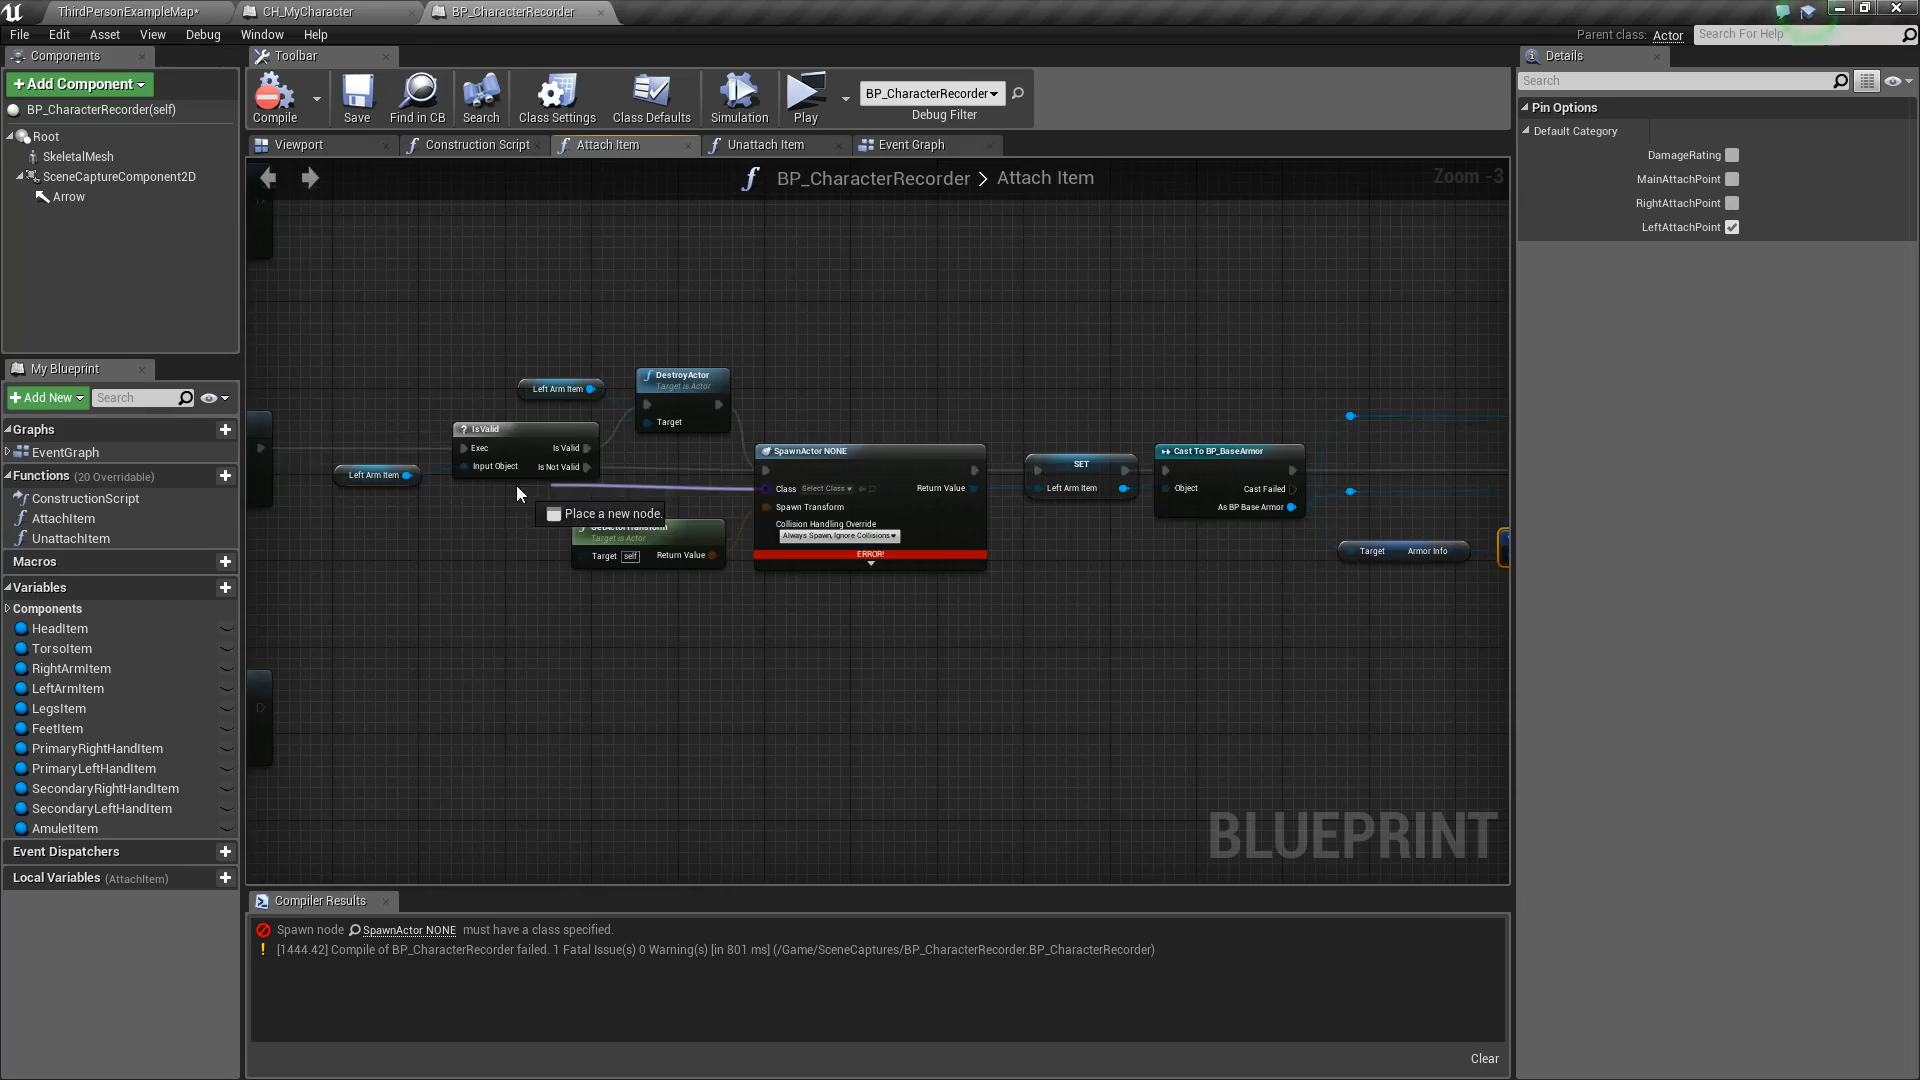 ThirdPersonExampleMap*
CH_MyCharacter
BP_CharacterRecorder
File Edit Asset View Debug Window Help
Parent class: Actor
Search For Help
Components
Toolbar
Details
+Add Component
BP_CharacterRecorder(self)
Root
SkeletalMesh
SceneCaptureComponent2D
Arrow
Compile
Save
Find in CB
Search
Class Settings
Class Defaults
Simulation
Play
BP_CharacterRecorder
Debug Filter
Search
Pin Options
Default Category
DamageRating
MainAttachPoint
RightAttachPoint
LeftAttachPoint
Viewport
Construction Script
Attach Item
Unattach Item
Event Graph
BP_CharacterRecorder > Attach Item
Zoom -3
Left Arm Item
DestroyActor
Target is Actor
Target
IsValid
Exec
Is Valid
Input Object
Is Not Valid
Left Arm Item
Place a new node.
GetActorTransform
Target is Actor
Target self
Return Value
SpawnActor NONE
Class Select Class
Return Value
Spawn Transform
Collision Handling Override
Always Spawn, Ignore Collisions
ERROR!
SET
Left Arm Item
Cast To BP_BaseArmor
Object
Cast Failed
As BP Base Armor
Target
Armor Info
BLUEPRINT
My Blueprint
+Add New
Search
Graphs
EventGraph
Functions (20 Overridable)
ConstructionScript
AttachItem
UnattachItem
Macros
Variables
Components
HeadItem
TorsoItem
RightArmItem
LeftArmItem
LegsItem
FeetItem
PrimaryRightHandItem
PrimaryLeftHandItem
SecondaryRightHandItem
SecondaryLeftHandItem
AmuletItem
Event Dispatchers
Local Variables (AttachItem)
Compiler Results
Spawn node SpawnActor NONE must have a class specified.
[1444.42] Compile of BP_CharacterRecorder failed. 1 Fatal Issue(s) 0 Warning(s) [in 801 ms] (/Game/SceneCaptures/BP_CharacterRecorder.BP_CharacterRecorder)
Clear